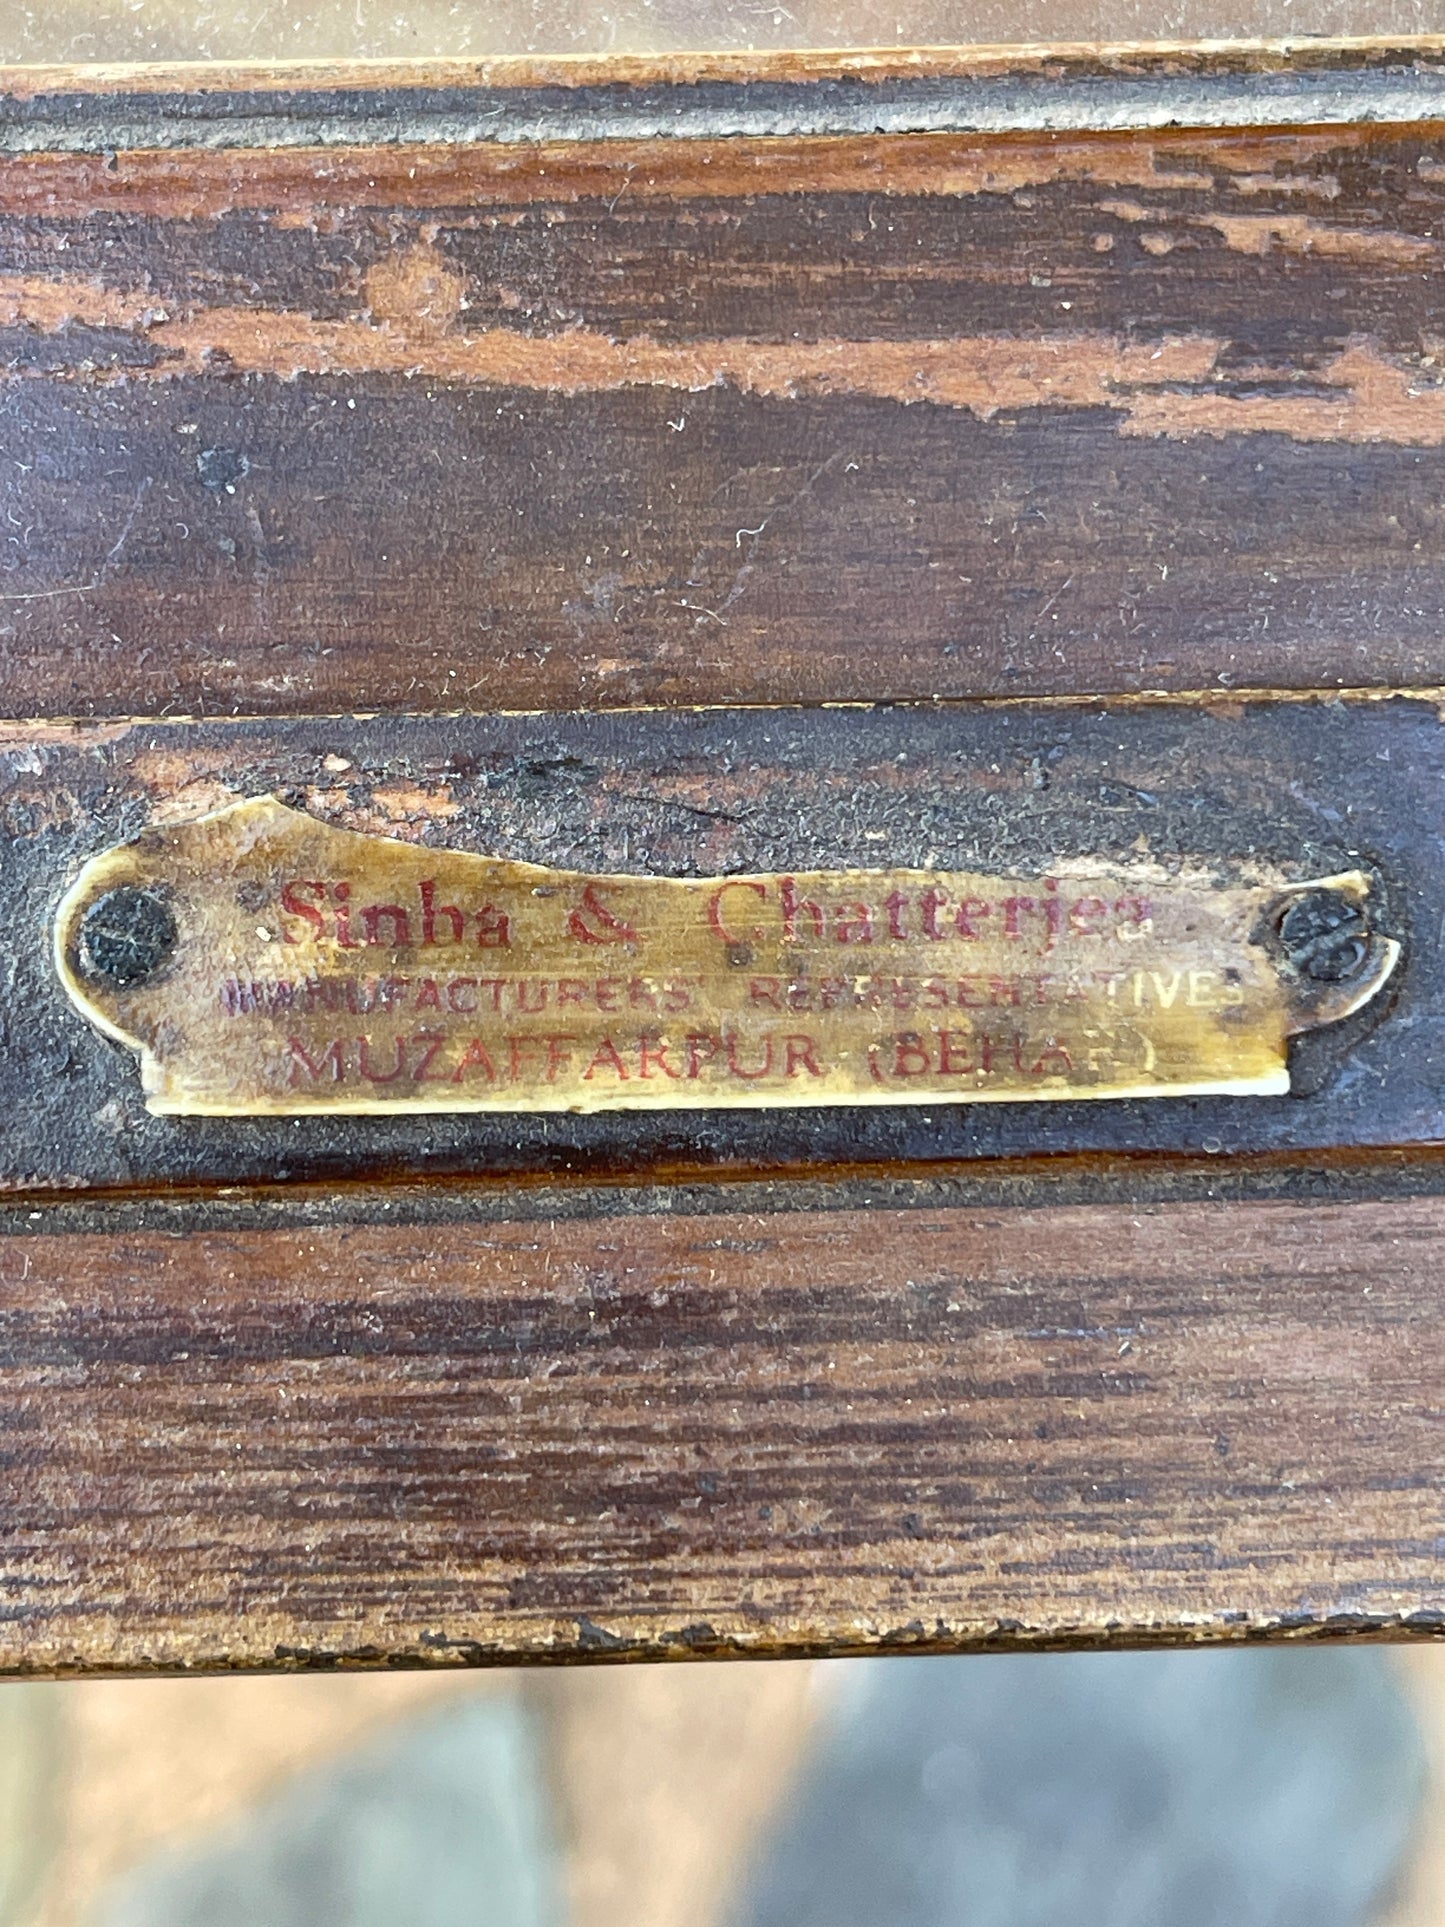 Sinha & Chatterjea
MANUFACTURERS' REPRESENTATIVES
MUZAFFARPUR (BEHAR)